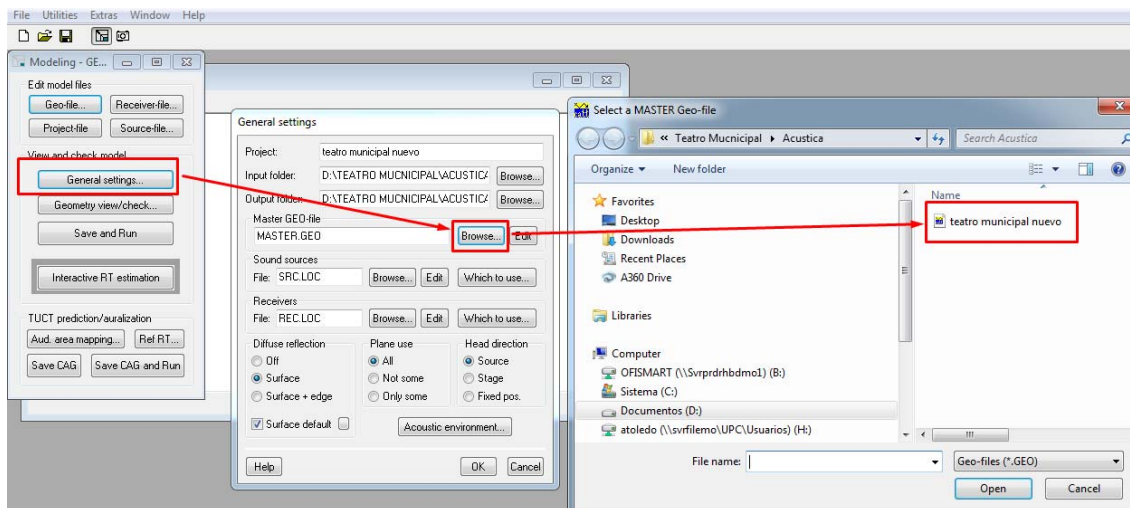 File Utilities Extras Window Help
Modeling - GE...
Edit model files
Geo-file... Receiver-file...
Project-file Source-file...
View and check model
General settings...
Geometry view/check...
Save and Run
Interactive RT estimation
TUCT prediction/auralization
Aud. area mapping... Ref RT...
Save CAG Save CAG and Run
General settings
Project: teatro municipal nuevo
Input folder: D:\TEATRO MUCNICIPAL\ACUSTICA Browse...
Output folder: D:\TEATRO MUCNICIPAL\ACUSTICA Browse...
Master GEO-file
MASTER.GEO Browse... Edit
Sound sources
File: SRC.LOC Browse... Edit Which to use...
Receivers
File: REC.LOC Browse... Edit Which to use...
Diffuse reflection Plane use Head direction
Off All Source
Surface Not some Stage
Surface + edge Only some Fixed pos.
Surface default Acoustic environment...
Help OK Cancel
Select a MASTER Geo-file
« Teatro Mucnicipal Acustica Search Acustica
Organize New folder
Favorites
Desktop
Downloads
Recent Places
A360 Drive
Libraries
Computer
OFISMART (\\Svrprdrhbdmo1) (B:)
Sistema (C:)
Documentos (D:)
atoledo (\\svrfilemo\UPC\Usuarios) (H:)
Name
teatro municipal nuevo
File name: Geo-files (*.GEO)
Open Cancel